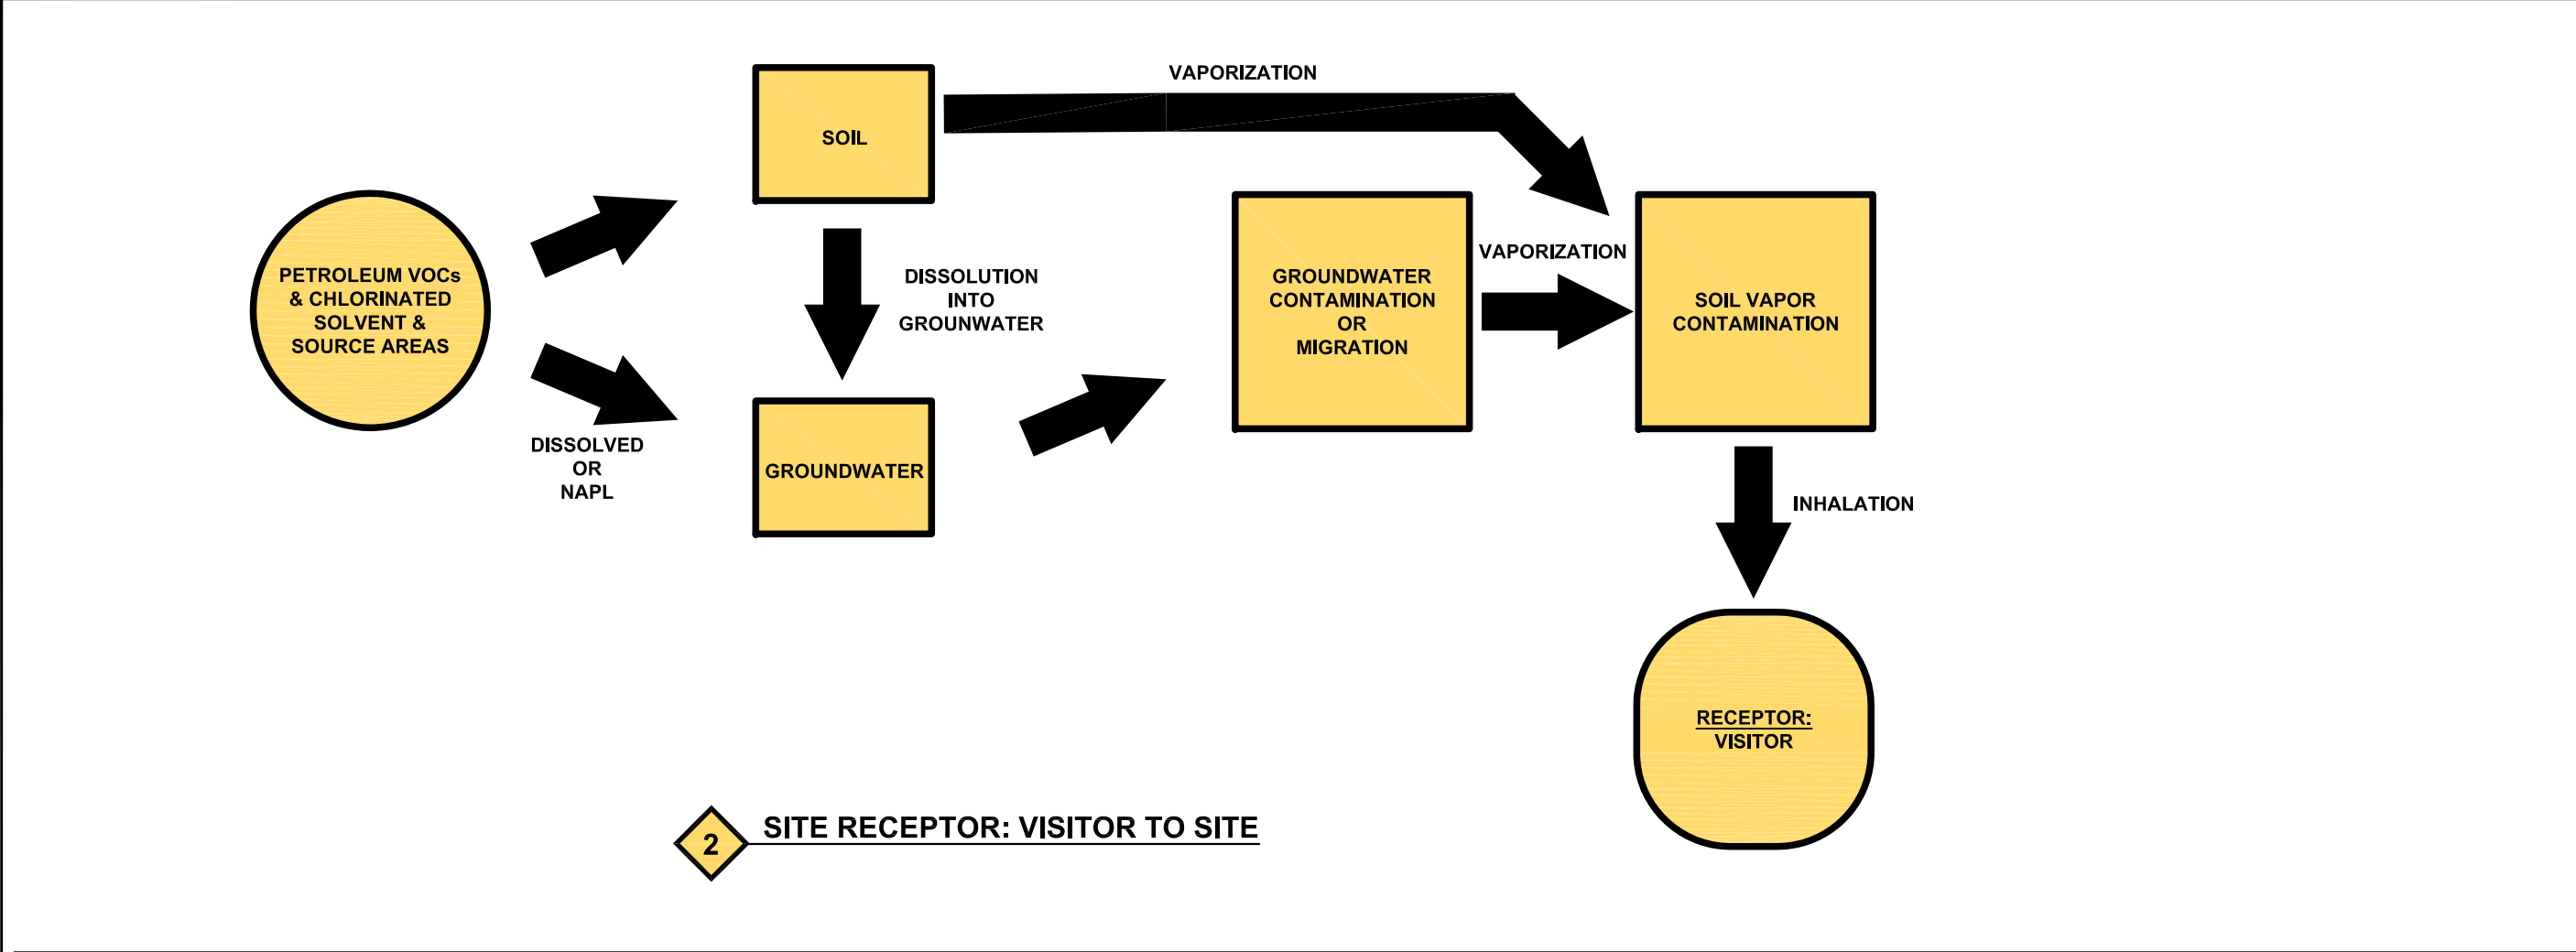 VAPORIZATION
SOIL
PETROLEUM VOCs
& CHLORINATED
SOLVENT &
SOURCE AREAS
DISSOLUTION
INTO
GROUNWATER
DISSOLVED
OR
NAPL
GROUNDWATER
GROUNDWATER
CONTAMINATION
OR
MIGRATION
VAPORIZATION
SOIL VAPOR
CONTAMINATION
INHALATION
RECEPTOR:
VISITOR
2
SITE RECEPTOR: VISITOR TO SITE